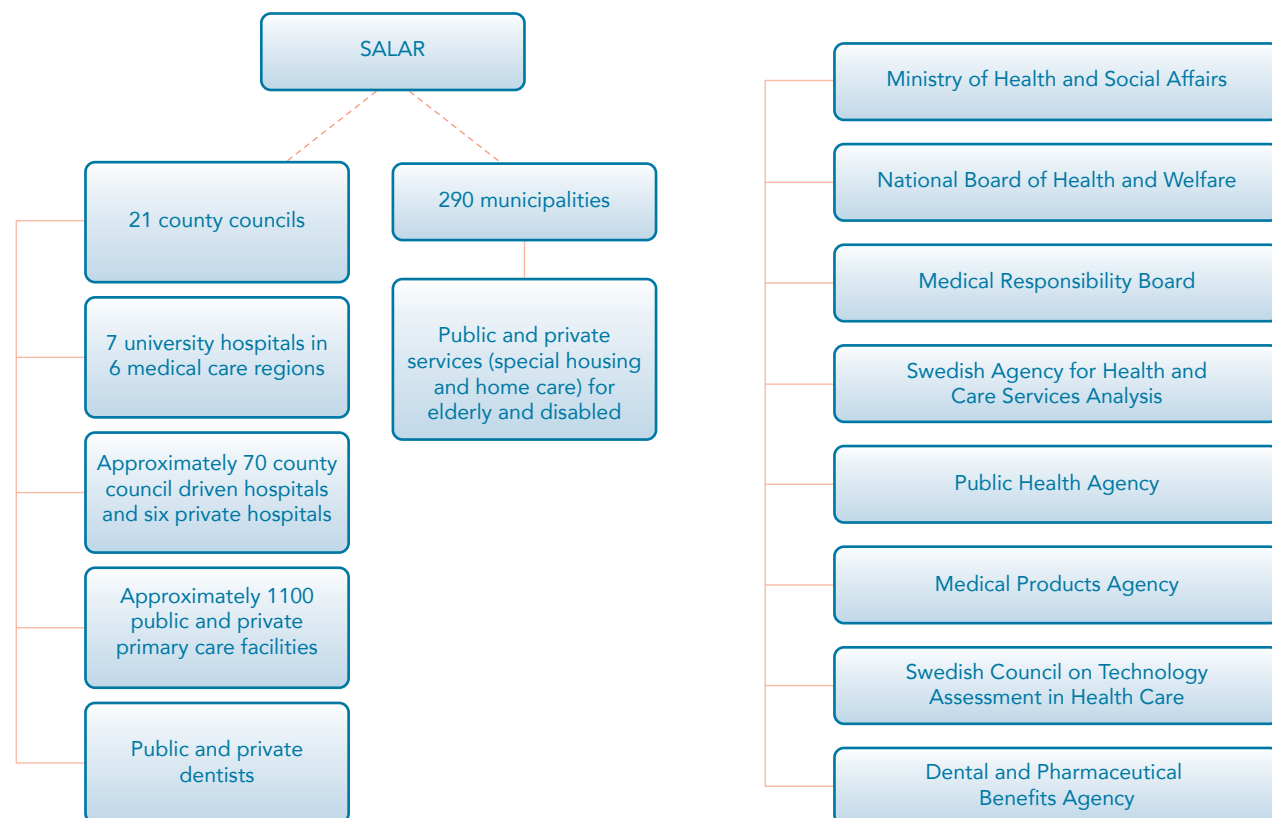 SALAR
21 county councils
7 university hospitals in
6 medical care regions
Approximately 70 county
council driven hospitals
and six private hospitals
Approximately 1100
public and private
primary care facilities
Public and private
dentists
290 municipalities
Public and private
services (special housing
and home care) for
elderly and disabled
Ministry of Health and Social Affairs
National Board of Health and Welfare
Medical Responsibility Board
Swedish Agency for Health and
Care Services Analysis
Public Health Agency
Medical Products Agency
Swedish Council on Technology
Assessment in Health Care
Dental and Pharmaceutical
Benefits Agency